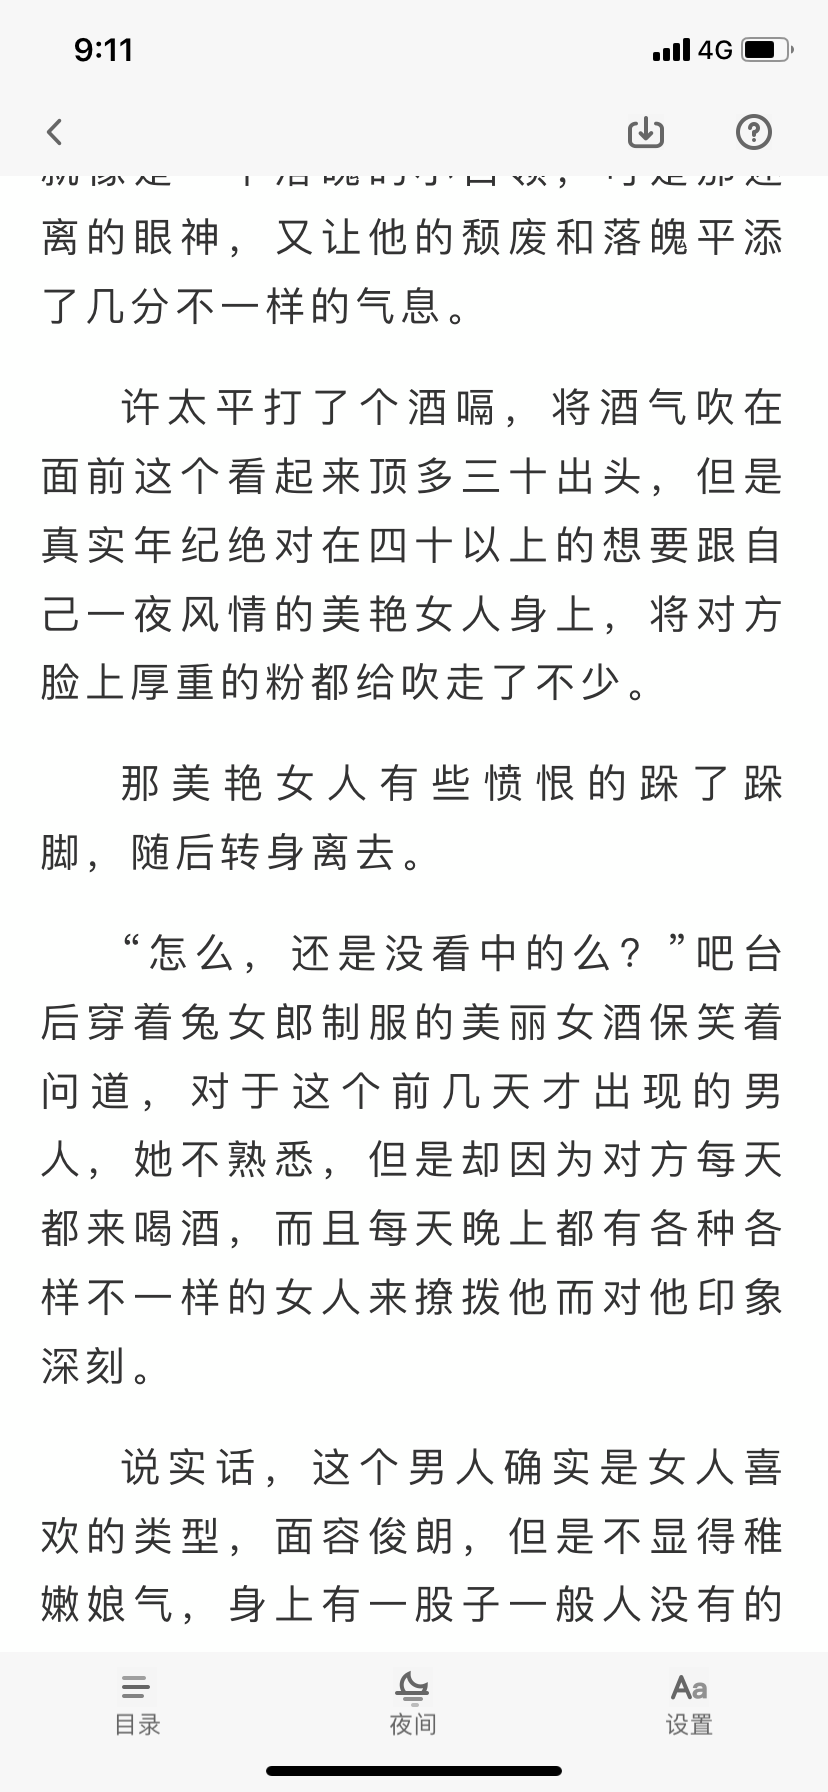 9:11
4G
离的眼神，又让他的颓废和落魄平添
了几分不一样的气息。
许太平打了个酒嗝，将酒气吹在
面前这个看起来顶多三十出头，但是
真实年纪绝对在四十以上的想要跟自
己一夜风情的美艳女人身上，将对方
脸上厚重的粉都给吹走了不少。
那美艳女人有些愤恨的跺了跺
脚，随后转身离去。
“怎么，还是没看中的么？”吧台
后穿着兔女郎制服的美丽女酒保笑着
问道，对于这个前几天才出现的男
人，她不熟悉，但是却因为对方每天
都来喝酒，而且每天晚上都有各种各
样不一样的女人来撩拨他而对他印象
深刻。
说实话，这个男人确实是女人喜
欢的类型，面容俊朗，但是不显得稚
嫩娘气，身上有一股子一般人没有的
目录
夜间
Aa
设置